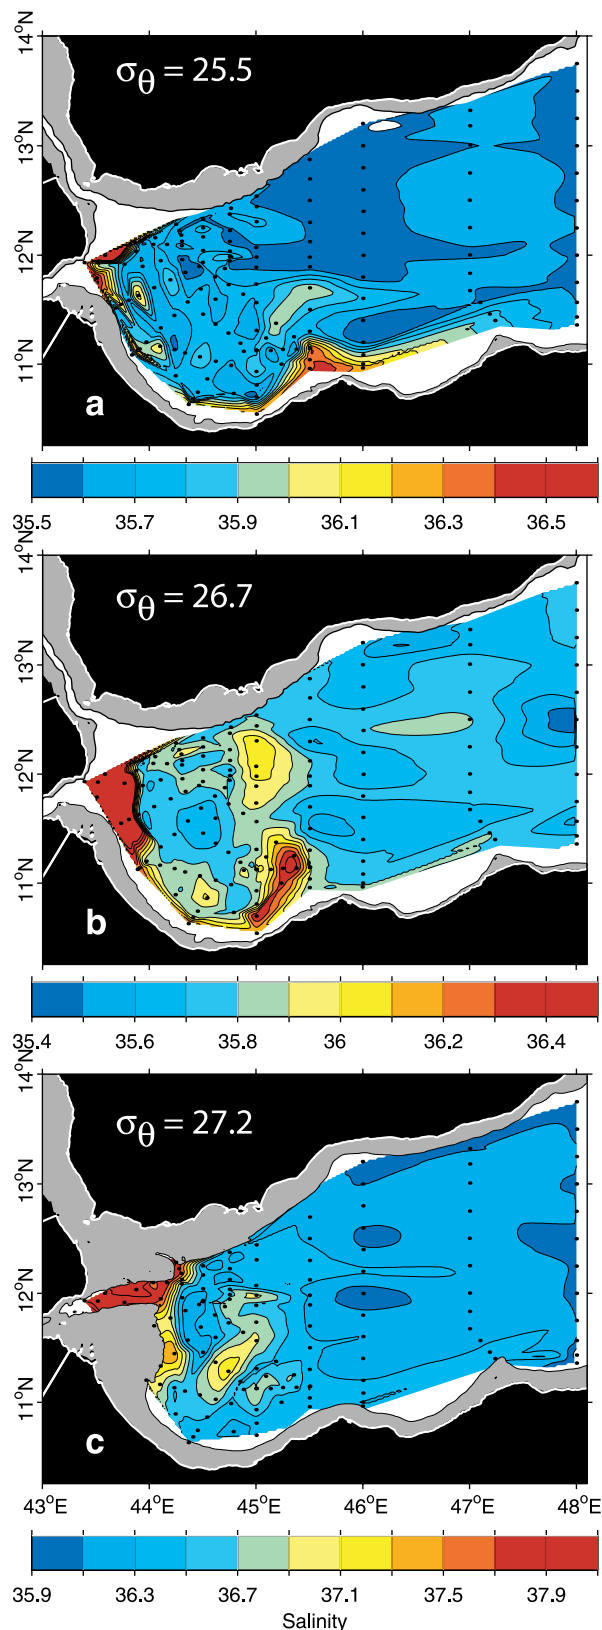 14°N
σθ = 25.5
13°N
12°N
11°N
a
35.5 35.7 35.9 36.1 36.3 36.5
14°N
σθ = 26.7
13°N
12°N
11°N
b
35.4 35.6 35.8 36 36.2 36.4
14°N
σθ = 27.2
13°N
12°N
11°N
c
43°E 44°E 45°E 46°E 47°E 48°E
35.9 36.3 36.7 37.1 37.5 37.9
Salinity